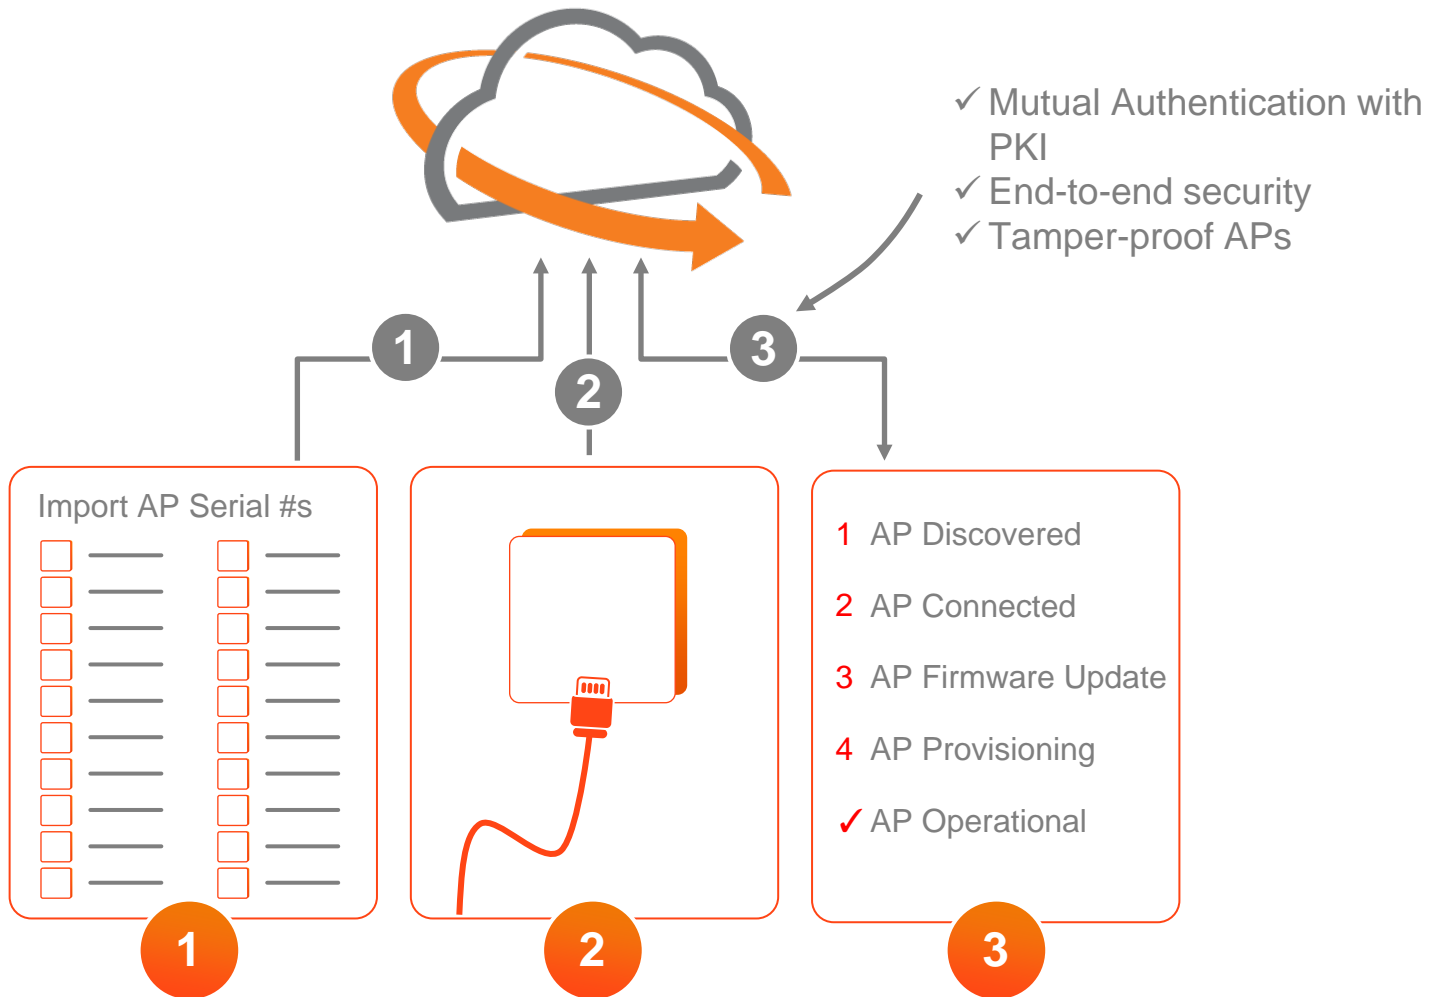 ✓ Mutual Authentication with
PKI
✓ End-to-end security
✓ Tamper-proof APs
1
2
3
Import AP Serial #s
1 AP Discovered
2 AP Connected
3 AP Firmware Update
4 AP Provisioning
✓ AP Operational
1
2
3